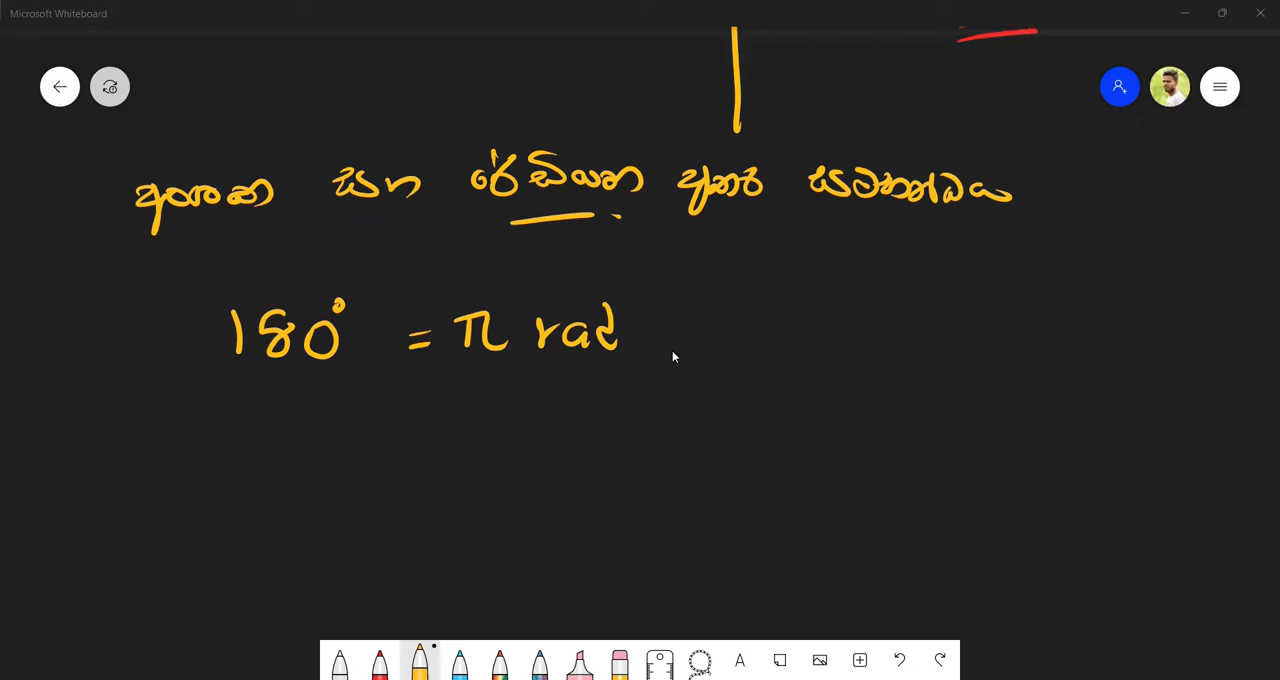 Microsoft Whiteboard
අංශක සහ රේඩියන අතර සම්බන්ධය
180° = π rad